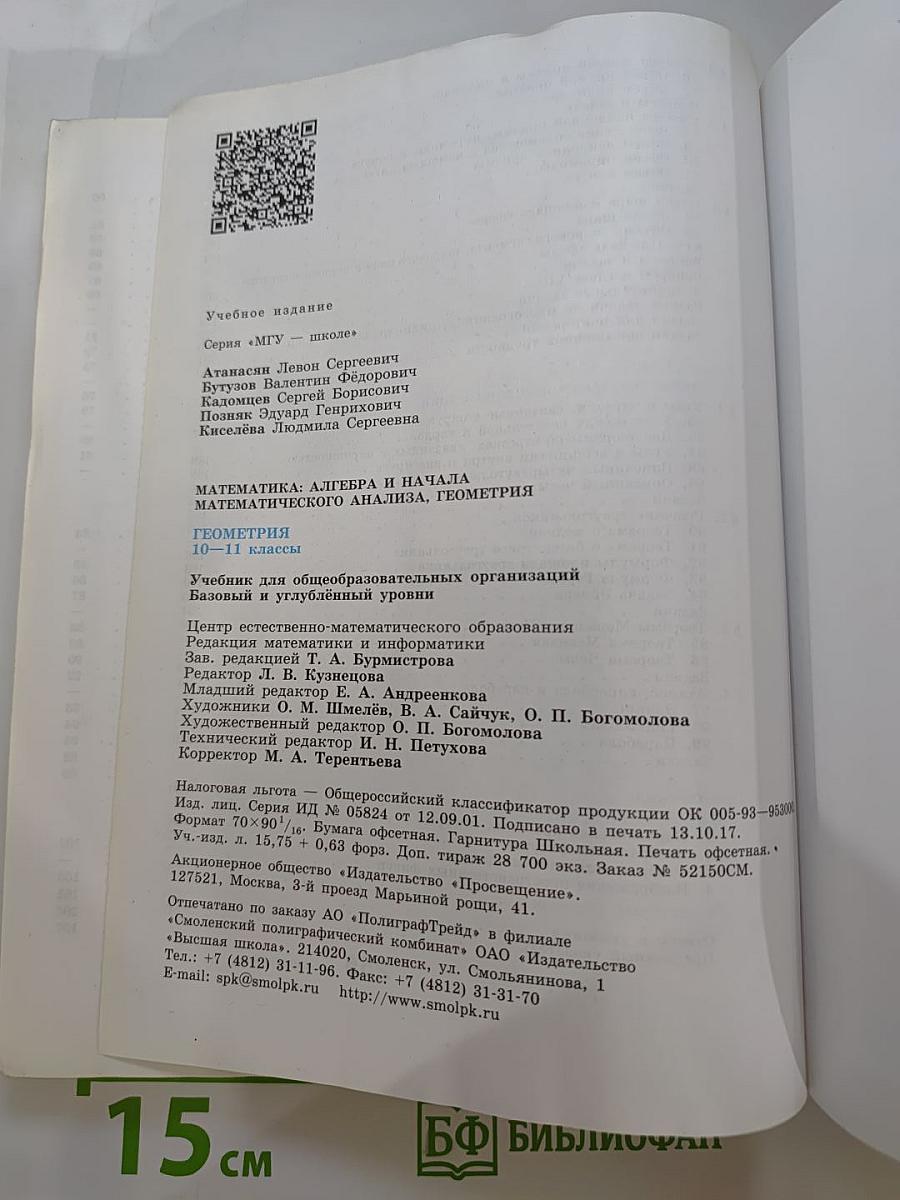 Учебное издание
Серия «МГУ — школе»
Атанасян Левон Сергеевич
Бутузов Валентин Фёдорович
Кадомцев Сергей Борисович
Позняк Эдуард Генрихович
Киселёва Людмила Сергеевна
МАТЕМАТИКА: АЛГЕБРА И НАЧАЛА
МАТЕМАТИЧЕСКОГО АНАЛИЗА, ГЕОМЕТРИЯ
ГЕОМЕТРИЯ
10—11 классы
Учебник для общеобразовательных организаций
Базовый и углублённый уровни
Центр естественно-математического образования
Редакция математики и информатики
Зав. редакцией Т. А. Бурмистрова
Редактор Л. В. Кузнецова
Младший редактор Е. А. Андреенкова
Художники О. М. Шмелёв, В. А. Сайчук, О. П. Богомолова
Художественный редактор О. П. Богомолова
Технический редактор И. Н. Петухова
Корректор М. А. Терентьева
Налоговая льгота — Общероссийский классификатор продукции ОК 005-93—953000
Изд. лиц. Серия ИД № 05824 от 12.09.01. Подписано в печать 13.10.17.
Формат 70×90 1/16. Бумага офсетная. Гарнитура Школьная. Печать офсетная.
Уч.-изд. л. 15,75 + 0,63 форз. Доп. тираж 28 700 экз. Заказ № 52150СМ.
Акционерное общество «Издательство «Просвещение».
127521, Москва, 3-й проезд Марьиной рощи, 41.
Отпечатано по заказу АО «ПолиграфТрейд» в филиале
«Смоленский полиграфический комбинат» ОАО «Издательство
«Высшая школа». 214020, Смоленск, ул. Смольянинова, 1
Тел.: +7 (4812) 31-11-96. Факс: +7 (4812) 31-31-70
E-mail: spk@smolpk.ru http://www.smolpk.ru
15 см
БФ БИБЛИОФАН